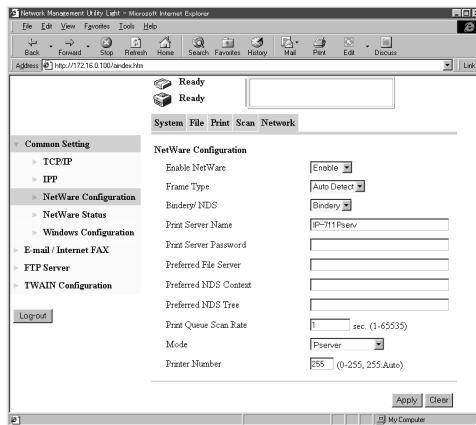 Network Management Utility Light - Microsoft Internet Explorer
File Edit View Favorites Tools Help
Back Forward Stop Refresh Home Search Favorites History Mail Print Edit Discuss
Address http://172.16.0.100/aindex.htm Link
Ready
Ready
System File Print Scan Network
Common Setting
TCP/IP
IPP
NetWare Configuration
NetWare Status
Windows Configuration
E-mail / Internet FAX
FTP Server
TWAIN Configuration
Log-out
NetWare Configuration
Enable NetWare Enable
Frame Type Auto Detect
Bindery/ NDS Bindery
Print Server Name IP-711Pserv
Print Server Password
Preferred File Server
Preferred NDS Context
Preferred NDS Tree
Print Queue Scan Rate 1 sec. (1-65535)
Mode Pserver
Printer Number 255 (0-255, 255:Auto)
Apply Clear
My Computer